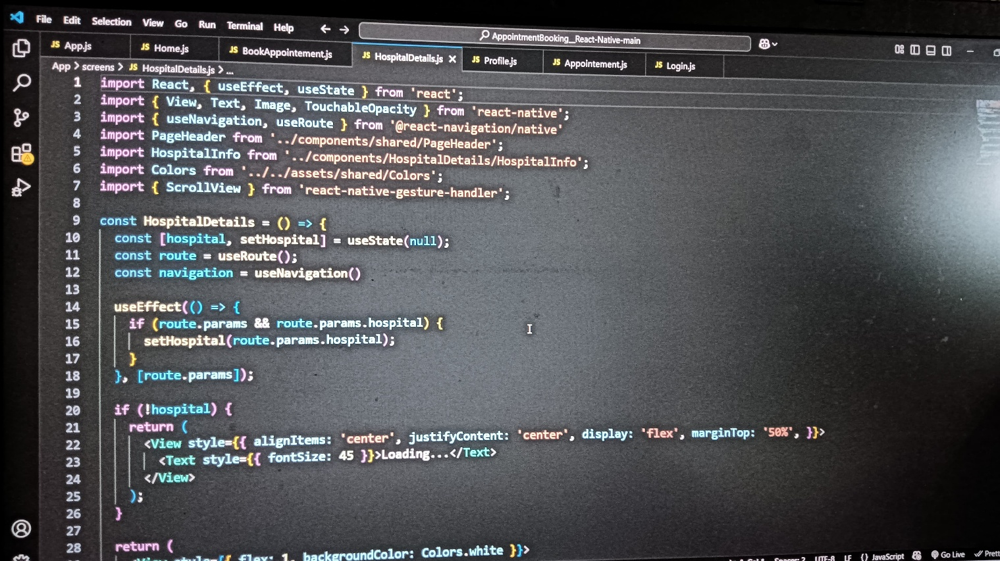 File Edit Selection View Go Run Terminal Help
AppointmentBooking_React-Native-main
JS App.js JS Home.js JS BookAppointement.js JS HospitalDetails.js JS Profile.js JS Appointement.js JS Login.js
App > screens > JS HospitalDetails.js > ...
1 import React, { useEffect, useState } from 'react';
2 import { View, Text, Image, TouchableOpacity } from 'react-native';
3 import { useNavigation, useRoute } from '@react-navigation/native'
4 import PageHeader from '../components/shared/PageHeader';
5 import HospitalInfo from '../components/HospitalDetails/HospitalInfo';
6 import Colors from '../../assets/shared/Colors';
7 import { ScrollView } from 'react-native-gesture-handler';
8
9 const HospitalDetails = () => {
10 const [hospital, setHospital] = useState(null);
11 const route = useRoute();
12 const navigation = useNavigation()
13
14 useEffect(() => {
15 if (route.params && route.params.hospital) {
16 setHospital(route.params.hospital);
17 }
18 }, [route.params]);
19
20 if (!hospital) {
21 return (
22 <View style={{ alignItems: 'center', justifyContent: 'center', display: 'flex', marginTop: '50%', }}>
23 <Text style={{ fontSize: 45 }}>Loading...</Text>
24 </View>
25 );
26 }
27
28 return (
<View style={{ flex: 1, backgroundColor: Colors.white }}>
UTF-8 LF {} JavaScript Go Live